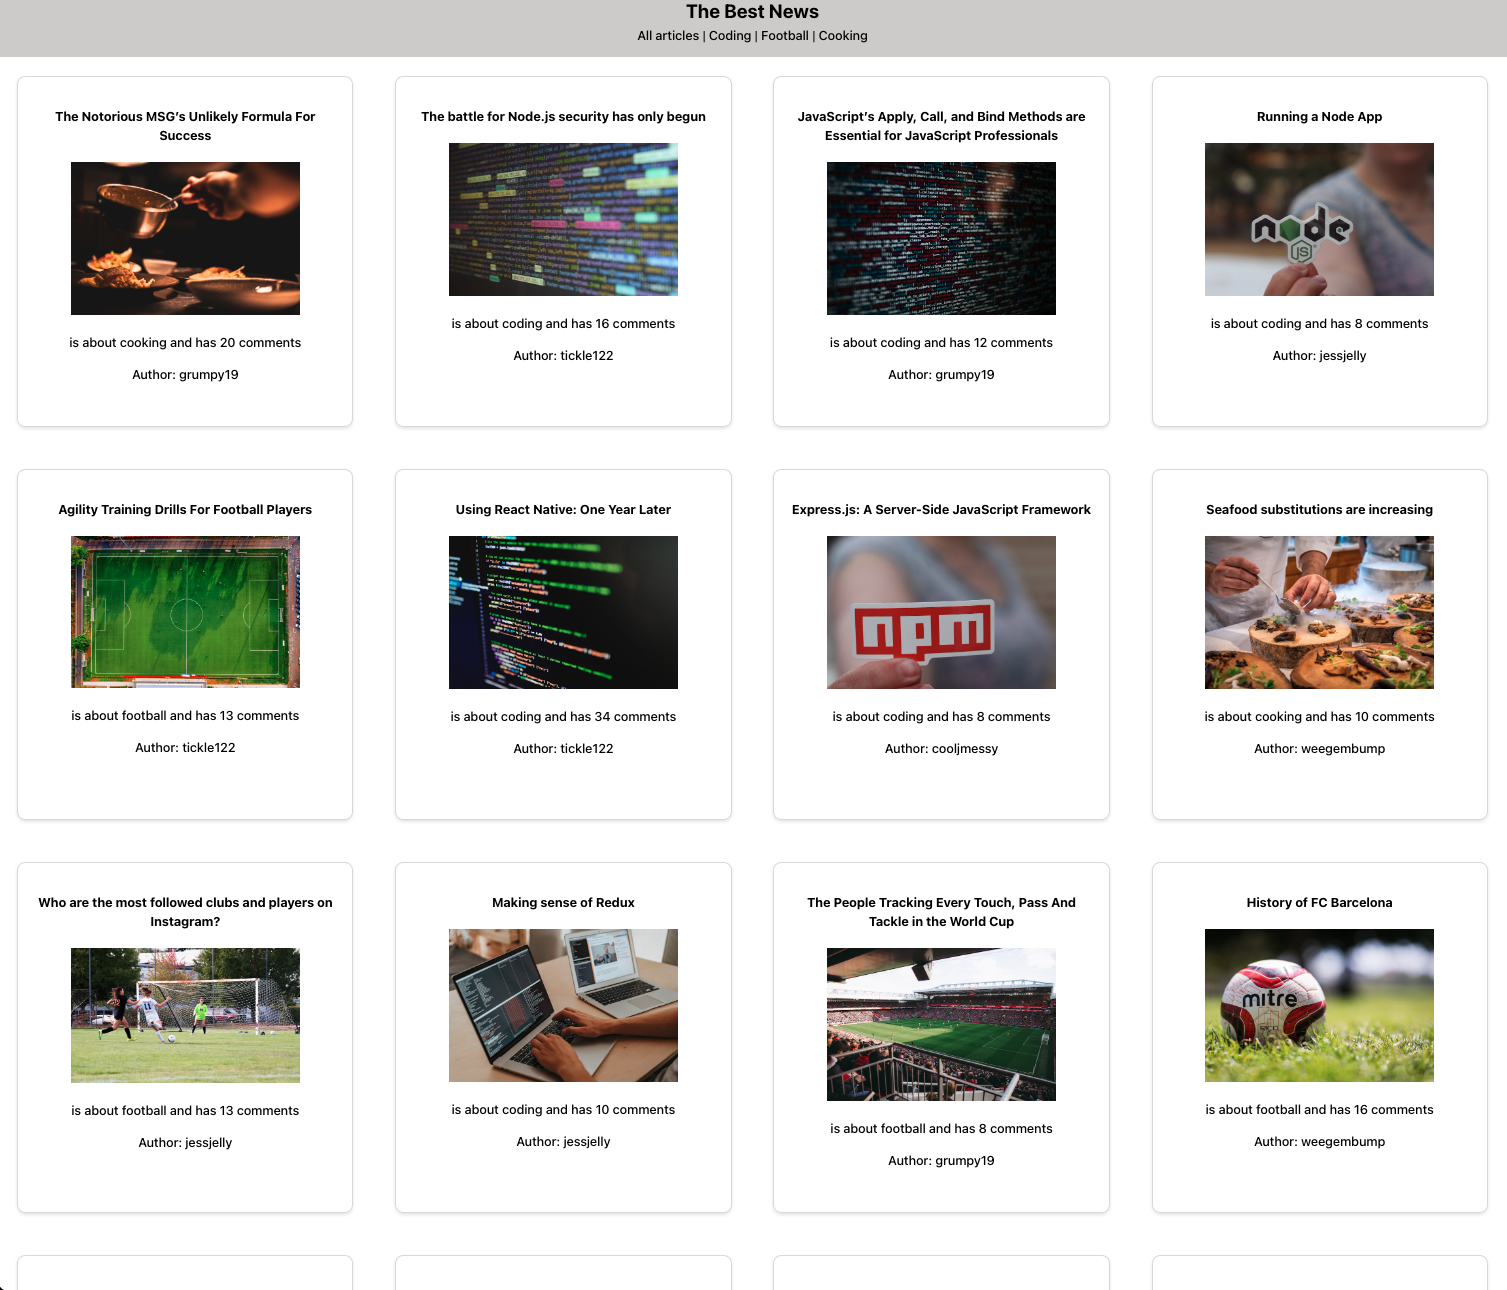 The Best News
All articles | Coding | Football | Cooking
The Notorious MSG’s Unlikely Formula For
Success
is about cooking and has 20 comments
Author: grumpy19
The battle for Node.js security has only begun
is about coding and has 16 comments
Author: tickle122
JavaScript’s Apply, Call, and Bind Methods are
Essential for JavaScript Professionals
is about coding and has 12 comments
Author: grumpy19
Running a Node App
node
JS
is about coding and has 8 comments
Author: jessjelly
Agility Training Drills For Football Players
is about football and has 13 comments
Author: tickle122
Using React Native: One Year Later
is about coding and has 34 comments
Author: tickle122
Express.js: A Server-Side JavaScript Framework
npm
is about coding and has 8 comments
Author: cooljmessy
Seafood substitutions are increasing
is about cooking and has 10 comments
Author: weegembump
Who are the most followed clubs and players on
Instagram?
11
is about football and has 13 comments
Author: jessjelly
Making sense of Redux
is about coding and has 10 comments
Author: jessjelly
The People Tracking Every Touch, Pass And
Tackle in the World Cup
is about football and has 8 comments
Author: grumpy19
History of FC Barcelona
mitre
is about football and has 16 comments
Author: weegembump